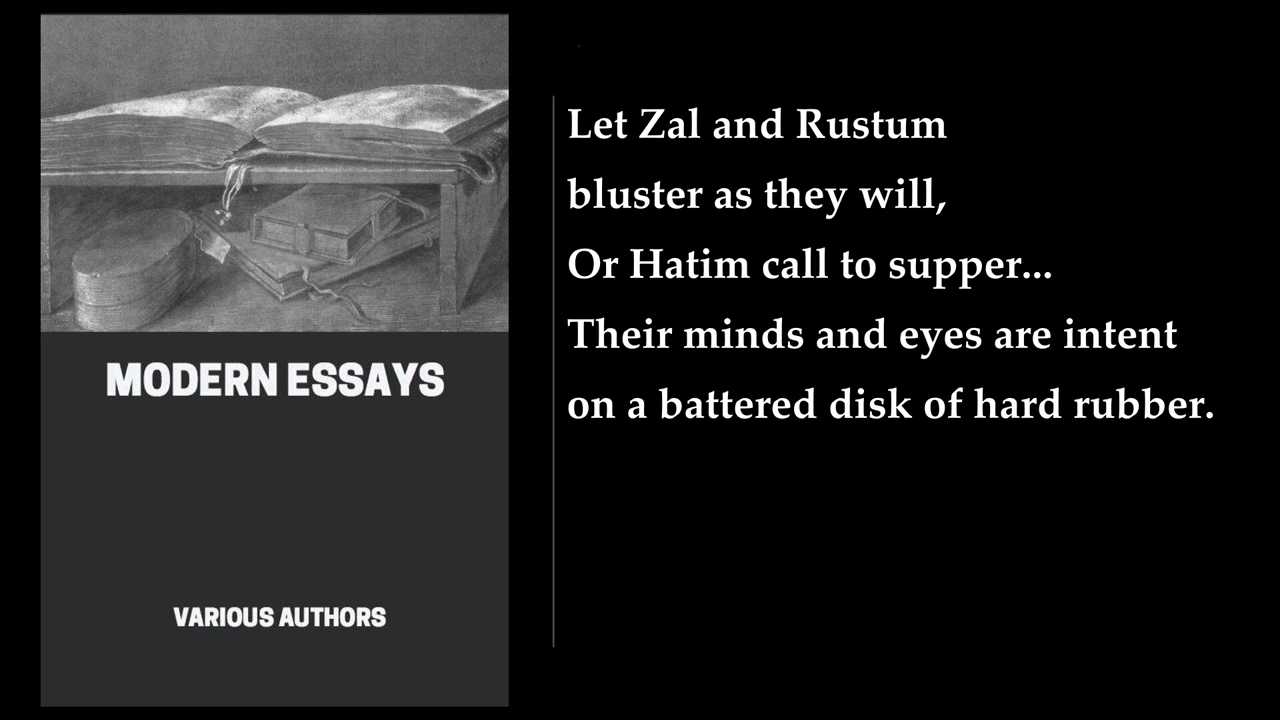 MODERN ESSAYS
VARIOUS AUTHORS
Let Zal and Rustum
bluster as they will,
Or Hatim call to supper...
Their minds and eyes are intent
on a battered disk of hard rubber.